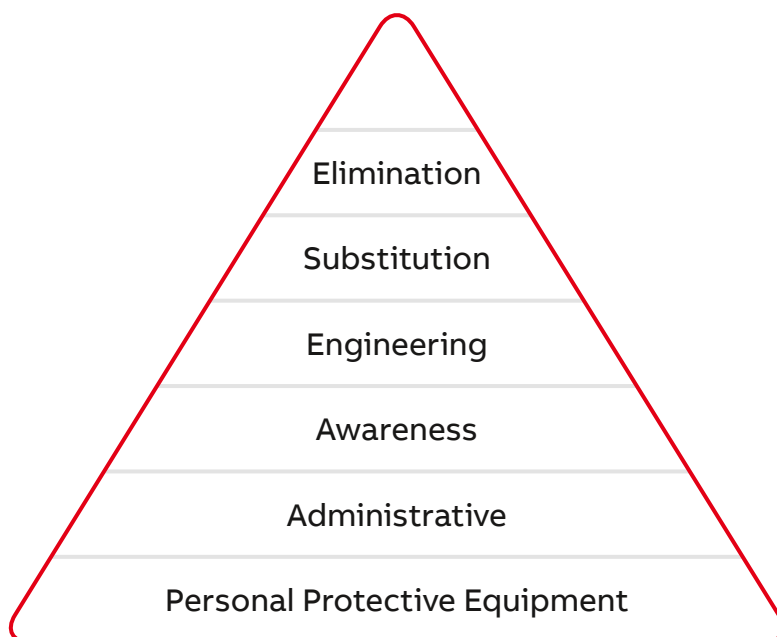 Elimination
Substitution
Engineering
Awareness
Administrative
Personal Protective Equipment